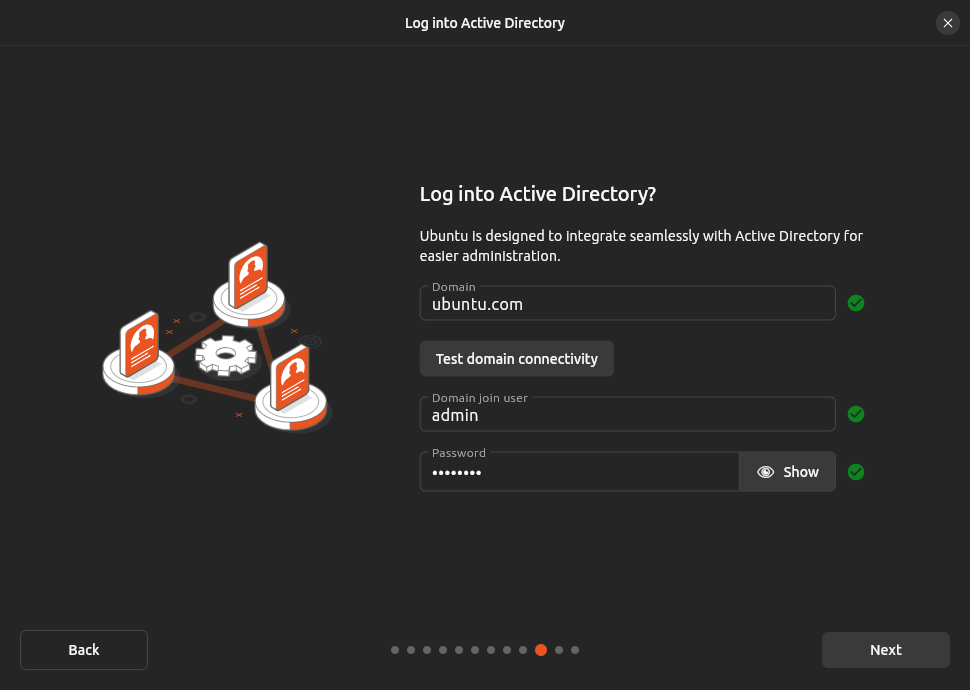 Log into Active Directory
Log into Active Directory?
Ubuntu is designed to integrate seamlessly with Active Directory for
easier administration.
Domain
ubuntu.com
Test domain connectivity
Domain join user
admin
Password
••••••••
Show
Back
Next